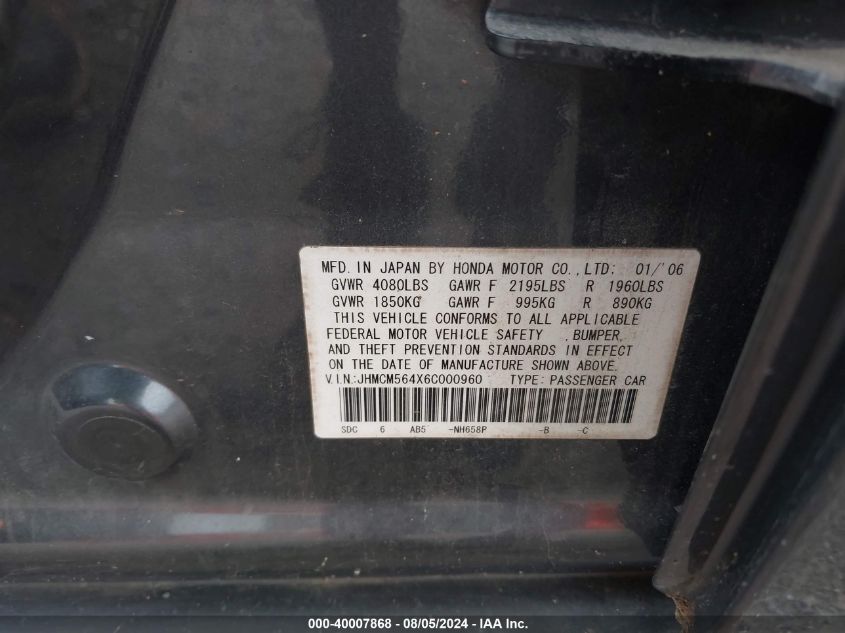 MFD. IN JAPAN BY HONDA MOTOR CO., LTD: 01/'06
GVWR 4080LBS GAWR F 2195LBS R 1960LBS
GVWR 1850KG GAWR F 995KG R 890KG
THIS VEHICLE CONFORMS TO ALL APPLICABLE
FEDERAL MOTOR VEHICLE SAFETY ,BUMPER,
AND THEFT PREVENTION STANDARDS IN EFFECT
ON THE DATE OF MANUFACTURE SHOWN ABOVE.
V.I.N.:JHMCM564X6C000960 TYPE: PASSENGER CAR
SDC 6 AB5 -NH658P -B -C
000-40007868 - 08/05/2024 - IAA Inc.